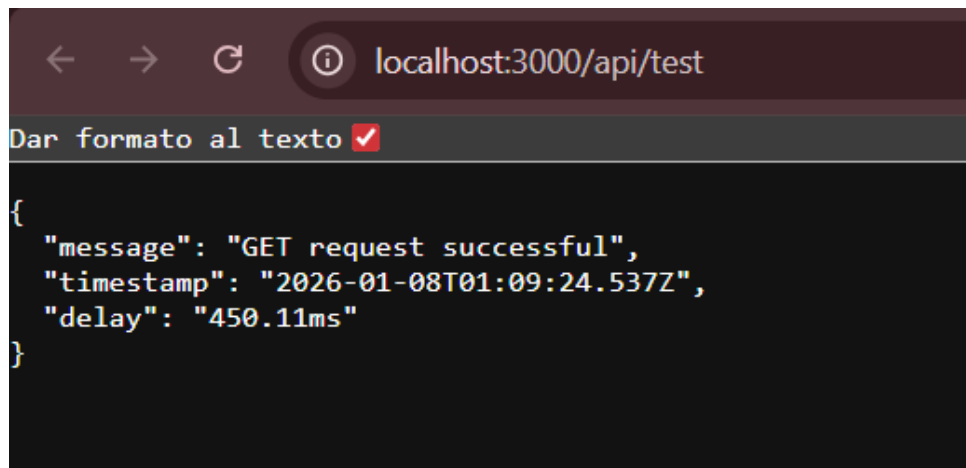 localhost:3000/api/test
Dar formato al texto
{
  "message": "GET request successful",
  "timestamp": "2026-01-08T01:09:24.537Z",
  "delay": "450.11ms"
}